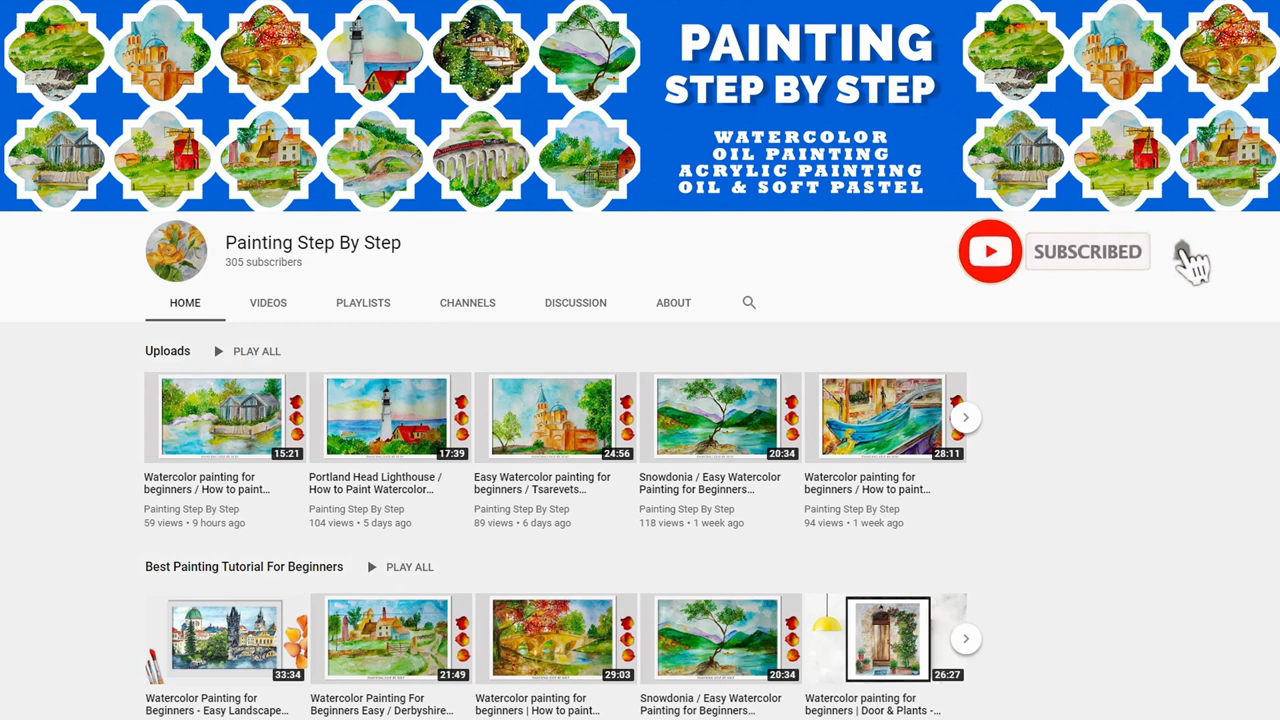 PAINTING
STEP BY STEP
WATERCOLOR
OIL PAINTING
ACRYLIC PAINTING
OIL & SOFT PASTEL
Painting Step By Step
305 subscribers
SUBSCRIBED
HOME VIDEOS PLAYLISTS CHANNELS DISCUSSION ABOUT
Uploads PLAY ALL
15:21 17:39 24:56 20:34 28:11
Watercolor painting for
beginners / How to paint...
Painting Step By Step
59 views • 9 hours ago
Portland Head Lighthouse /
How to Paint Watercolor...
Painting Step By Step
104 views • 5 days ago
Easy Watercolor painting for
beginners / Tsarevets...
Painting Step By Step
89 views • 6 days ago
Snowdonia / Easy Watercolor
Painting for Beginners...
Painting Step By Step
118 views • 1 week ago
Watercolor painting for
beginners / How to paint...
Painting Step By Step
94 views • 1 week ago
Best Painting Tutorial For Beginners PLAY ALL
33:34 21:49 29:03 20:34 26:27
Watercolor Painting for
Beginners - Easy Landscape...
Watercolor Painting For
Beginners Easy / Derbyshire...
Watercolor painting for
beginners | How to paint...
Snowdonia / Easy Watercolor
Painting for Beginners...
Watercolor painting for
beginners | Door & Plants -...